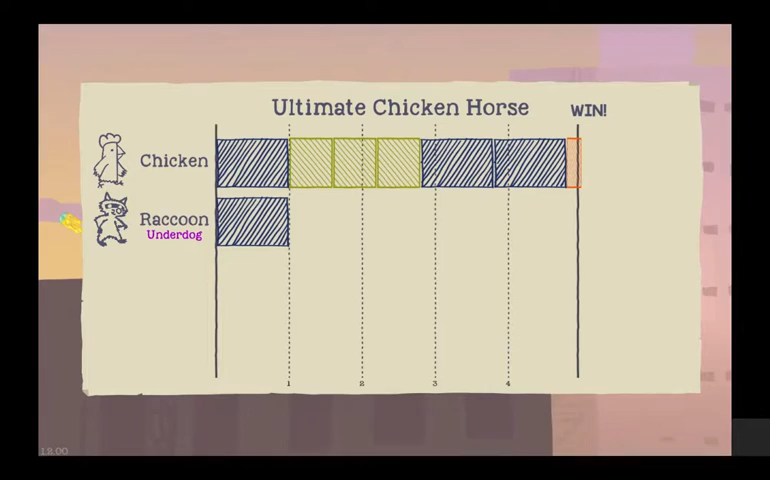 Ultimate Chicken Horse
WIN!
Chicken
Raccoon
Underdog
1 2 3 4
12.00